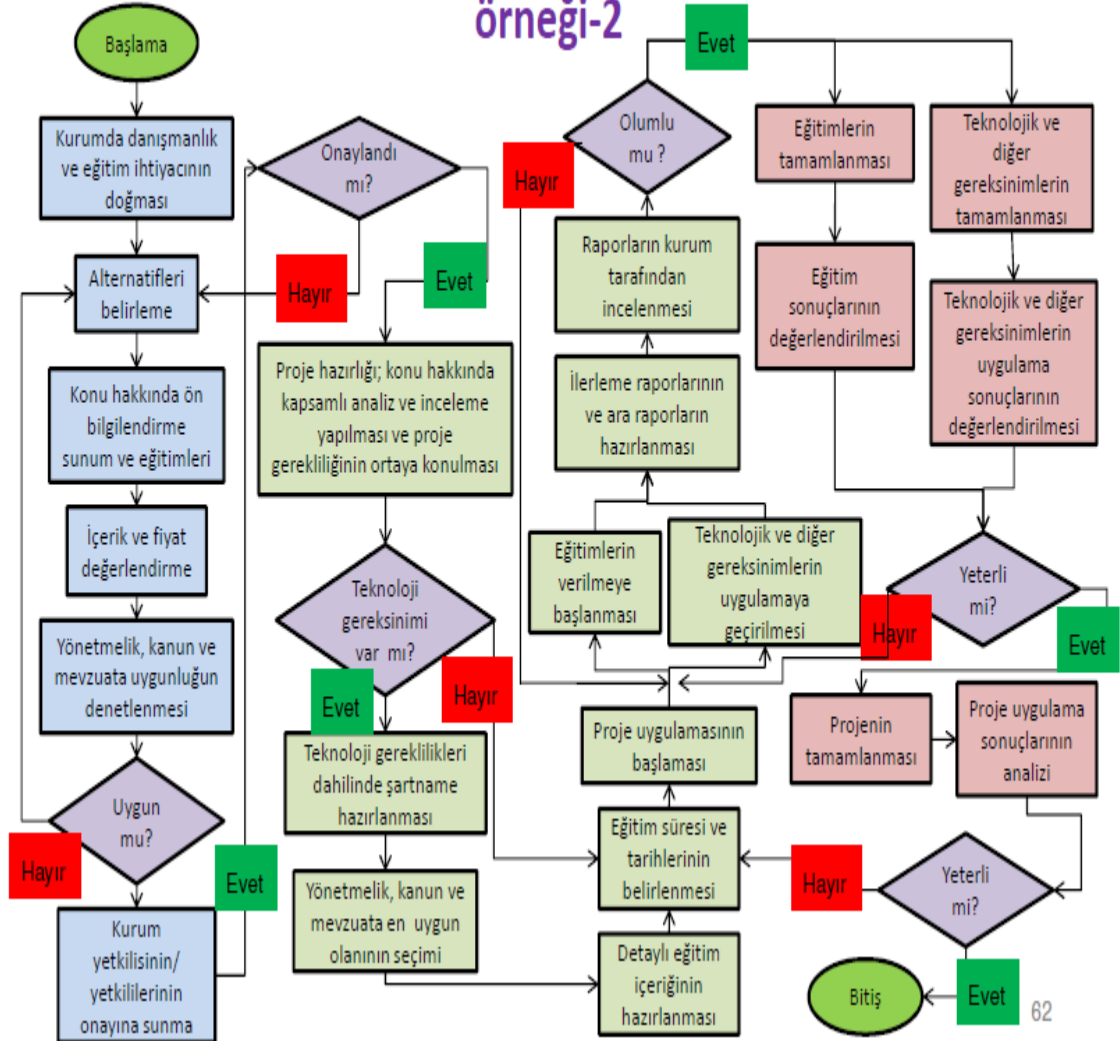 örneği-2
Başlama
Kurumda danışmanlık
ve eğitim ihtiyacının
doğması
Alternatifleri
belirleme
Konu hakkında ön
bilgilendirme
sunum ve eğitimleri
İçerik ve fiyat
değerlendirme
Yönetmelik, kanun ve
mevzuata uygunluğun
denetlenmesi
Uygun
mu?
Hayır
Evet
Kurum
yetkilisinin/
yetkililerinin
onayına sunma
Onaylandı
mı?
Hayır
Evet
Proje hazırlığı; konu hakkında
kapsamlı analiz ve inceleme
yapılması ve proje
gerekliliğinin ortaya konulması
Teknoloji
gereksinimi
var mı?
Evet
Hayır
Teknoloji gereklilikleri
dahilinde şartname
hazırlanması
Yönetmelik, kanun ve
mevzuata en uygun
olanının seçimi
Detaylı eğitim
içeriğinin
hazırlanması
Eğitim süresi ve
tarihlerinin
belirlenmesi
Proje uygulamasının
başlaması
Eğitimlerin
verilmeye
başlanması
Teknolojik ve diğer
gereksinimlerin
uygulamaya
geçirilmesi
İlerleme raporlarının
ve ara raporların
hazırlanması
Raporların kurum
tarafından
incelenmesi
Olumlu
mu ?
Hayır
Evet
Eğitimlerin
tamamlanması
Eğitim
sonuçlarının
değerlendirilmesi
Teknolojik ve
diğer
gereksinimlerin
tamamlanması
Teknolojik ve diğer
gereksinimlerin
uygulama
sonuçlarının
değerlendirilmesi
Yeterli
mi?
Hayır
Evet
Projenin
tamamlanması
Proje uygulama
sonuçlarının
analizi
Yeterli
mi?
Hayır
Evet
Bitiş
62